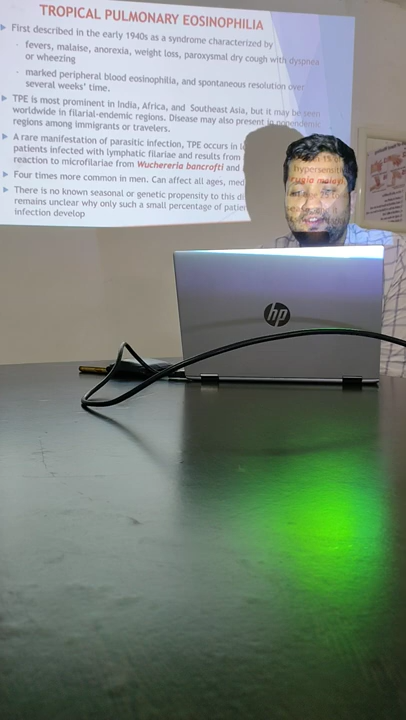 TROPICAL PULMONARY EOSINOPHILIA
First described in the early 1940s as a syndrome characterized by
- fevers, malaise, anorexia, weight loss, paroxysmal dry cough with dyspnea
or wheezing
- marked peripheral blood eosinophilia, and spontaneous resolution over
several weeks' time.
TPE is most prominent in India, Africa, and Southeast Asia, but it may be seen
worldwide in filarial-endemic regions. Disease may also present in nonendemic
regions among immigrants or travelers.
A rare manifestation of parasitic infection, TPE occurs in
patients infected with lymphatic filariae and results from hypersensiti
reaction to microfilariae from Wuchereria bancrofti and rugia malayi
Four times more common in men. Can affect all ages,
There is no known seasonal or genetic propensity to this
remains unclear why only such a small percentage of
infection develop
hp